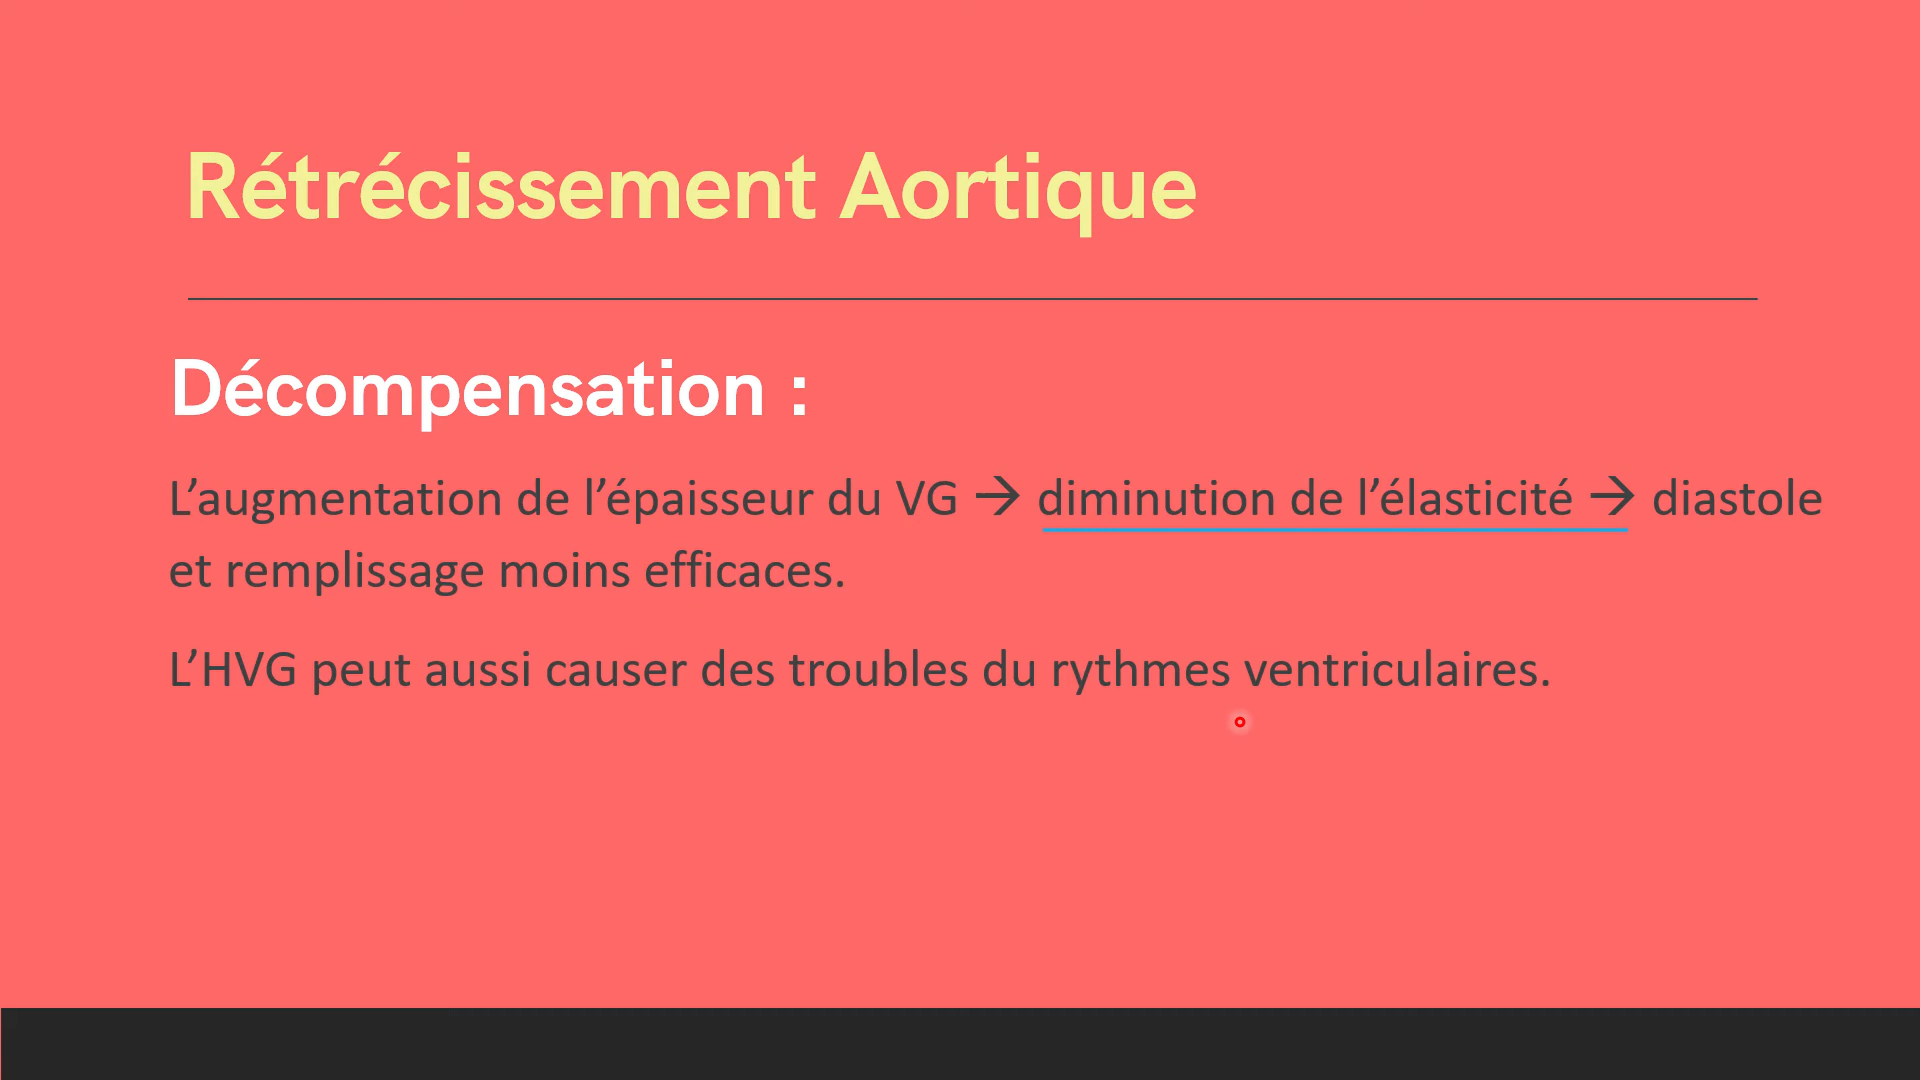 Rétrécissement Aortique
Décompensation :
L’augmentation de l’épaisseur du VG → diminution de l’élasticité → diastole
et remplissage moins efficaces.
L’HVG peut aussi causer des troubles du rythmes ventriculaires.